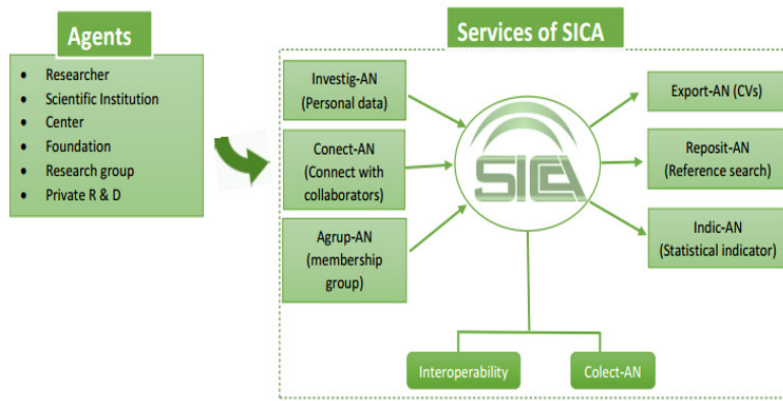 Agents
• Researcher
• Scientific Institution
• Center
• Foundation
• Research group
• Private R & D
Services of SICA
Investig-AN
(Personal data)
Conect-AN
(Connect with
collaborators)
Agrup-AN
(membership
group)
SICA
Export-AN (CVs)
Reposit-AN
(Reference search)
Indic-AN
(Statistical indicator)
Interoperability
Colect-AN